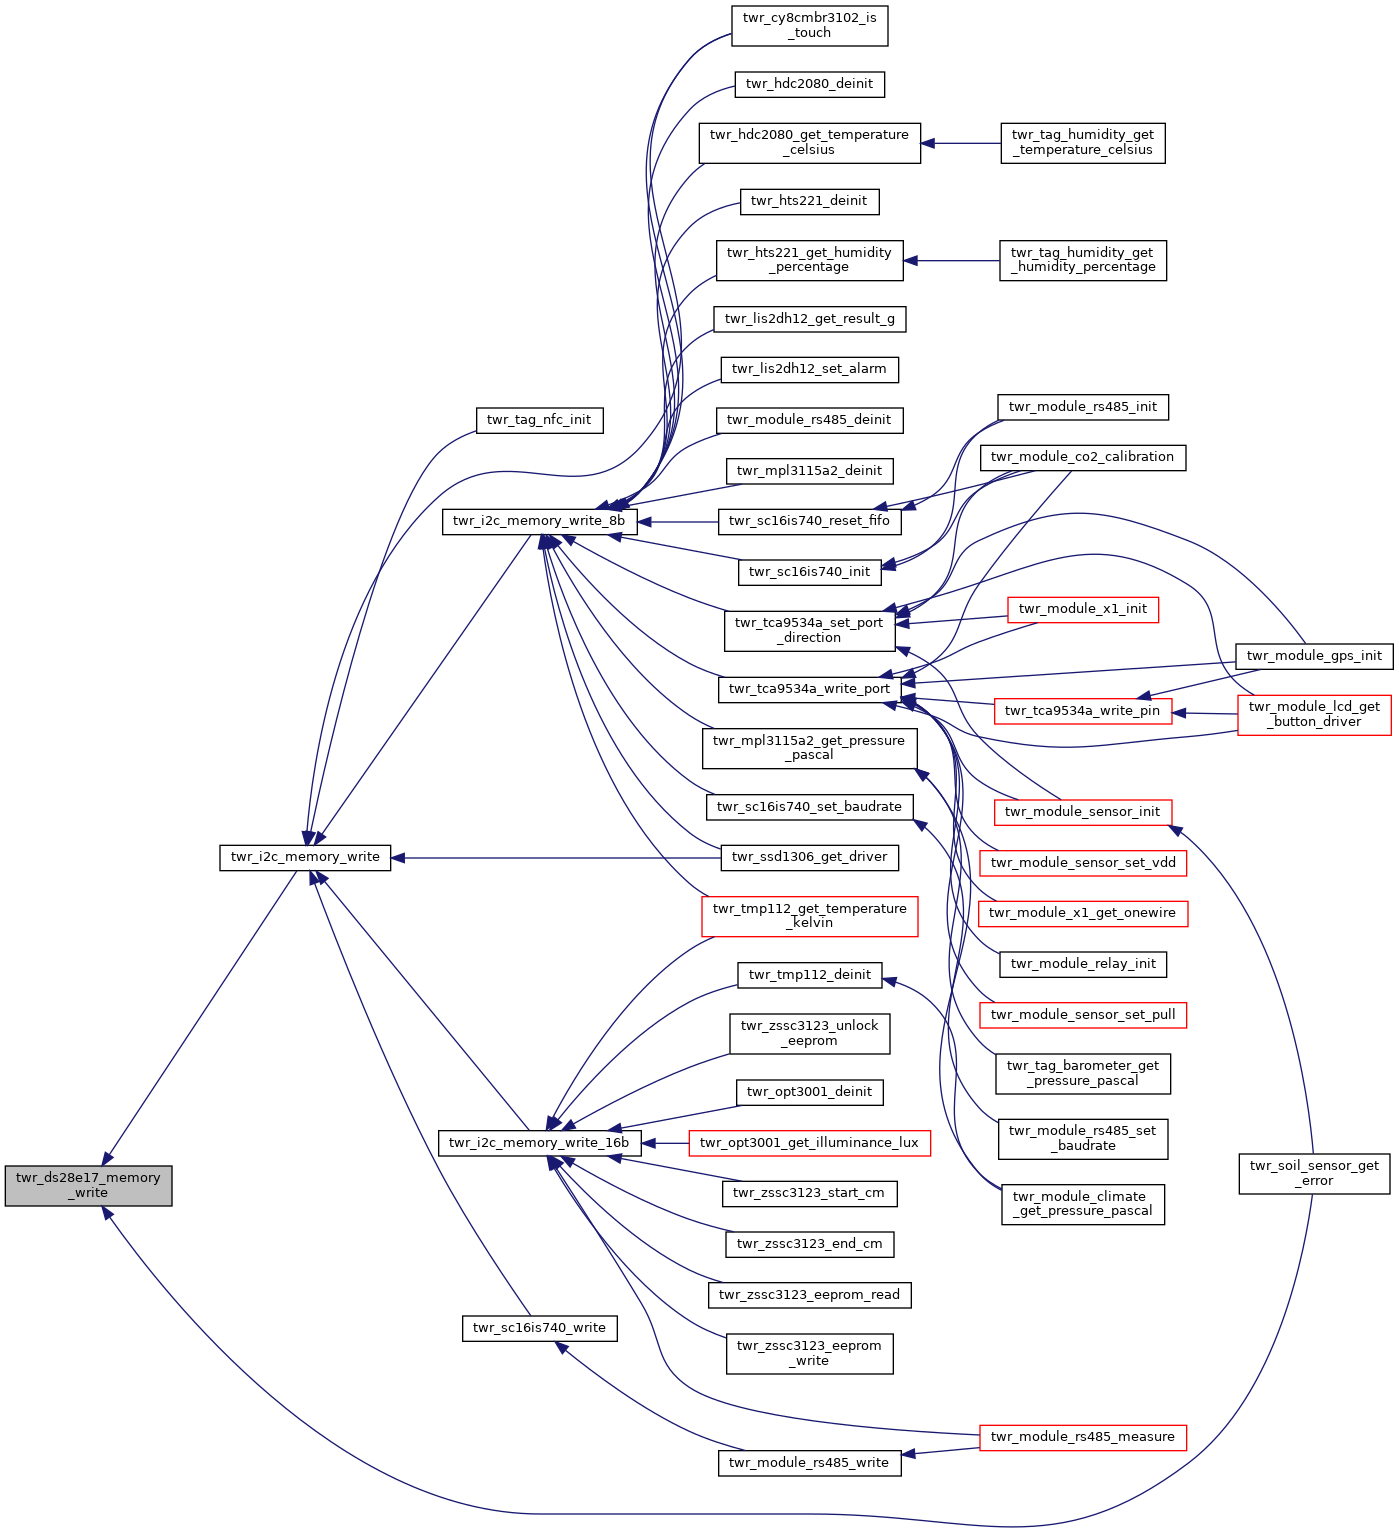 twr_cy8cmbr3102_is
_touch
twr_hdc2080_deinit
twr_hdc2080_get_temperature
_celsius
twr_tag_humidity_get
_temperature_celsius
twr_hts221_deinit
twr_hts221_get_humidity
_percentage
twr_tag_humidity_get
_humidity_percentage
twr_lis2dh12_get_result_g
twr_lis2dh12_set_alarm
twr_tag_nfc_init
twr_module_rs485_deinit
twr_module_rs485_init
twr_mpl3115a2_deinit
twr_module_co2_calibration
twr_i2c_memory_write_8b
twr_sc16is740_reset_fifo
twr_sc16is740_init
twr_tca9534a_set_port
_direction
twr_module_x1_init
twr_module_gps_init
twr_tca9534a_write_port
twr_tca9534a_write_pin
twr_module_lcd_get
_button_driver
twr_mpl3115a2_get_pressure
_pascal
twr_sc16is740_set_baudrate
twr_module_sensor_init
twr_i2c_memory_write
twr_ssd1306_get_driver
twr_module_sensor_set_vdd
twr_tmp112_get_temperature
_kelvin
twr_module_x1_get_onewire
twr_tmp112_deinit
twr_module_relay_init
twr_zssc3123_unlock
_eeprom
twr_module_sensor_set_pull
twr_opt3001_deinit
twr_tag_barometer_get
_pressure_pascal
twr_i2c_memory_write_16b
twr_opt3001_get_illuminance_lux
twr_module_rs485_set
_baudrate
twr_ds28e17_memory
_write
twr_zssc3123_start_cm
twr_module_climate
_get_pressure_pascal
twr_soil_sensor_get
_error
twr_zssc3123_end_cm
twr_zssc3123_eeprom_read
twr_sc16is740_write
twr_zssc3123_eeprom
_write
twr_module_rs485_measure
twr_module_rs485_write